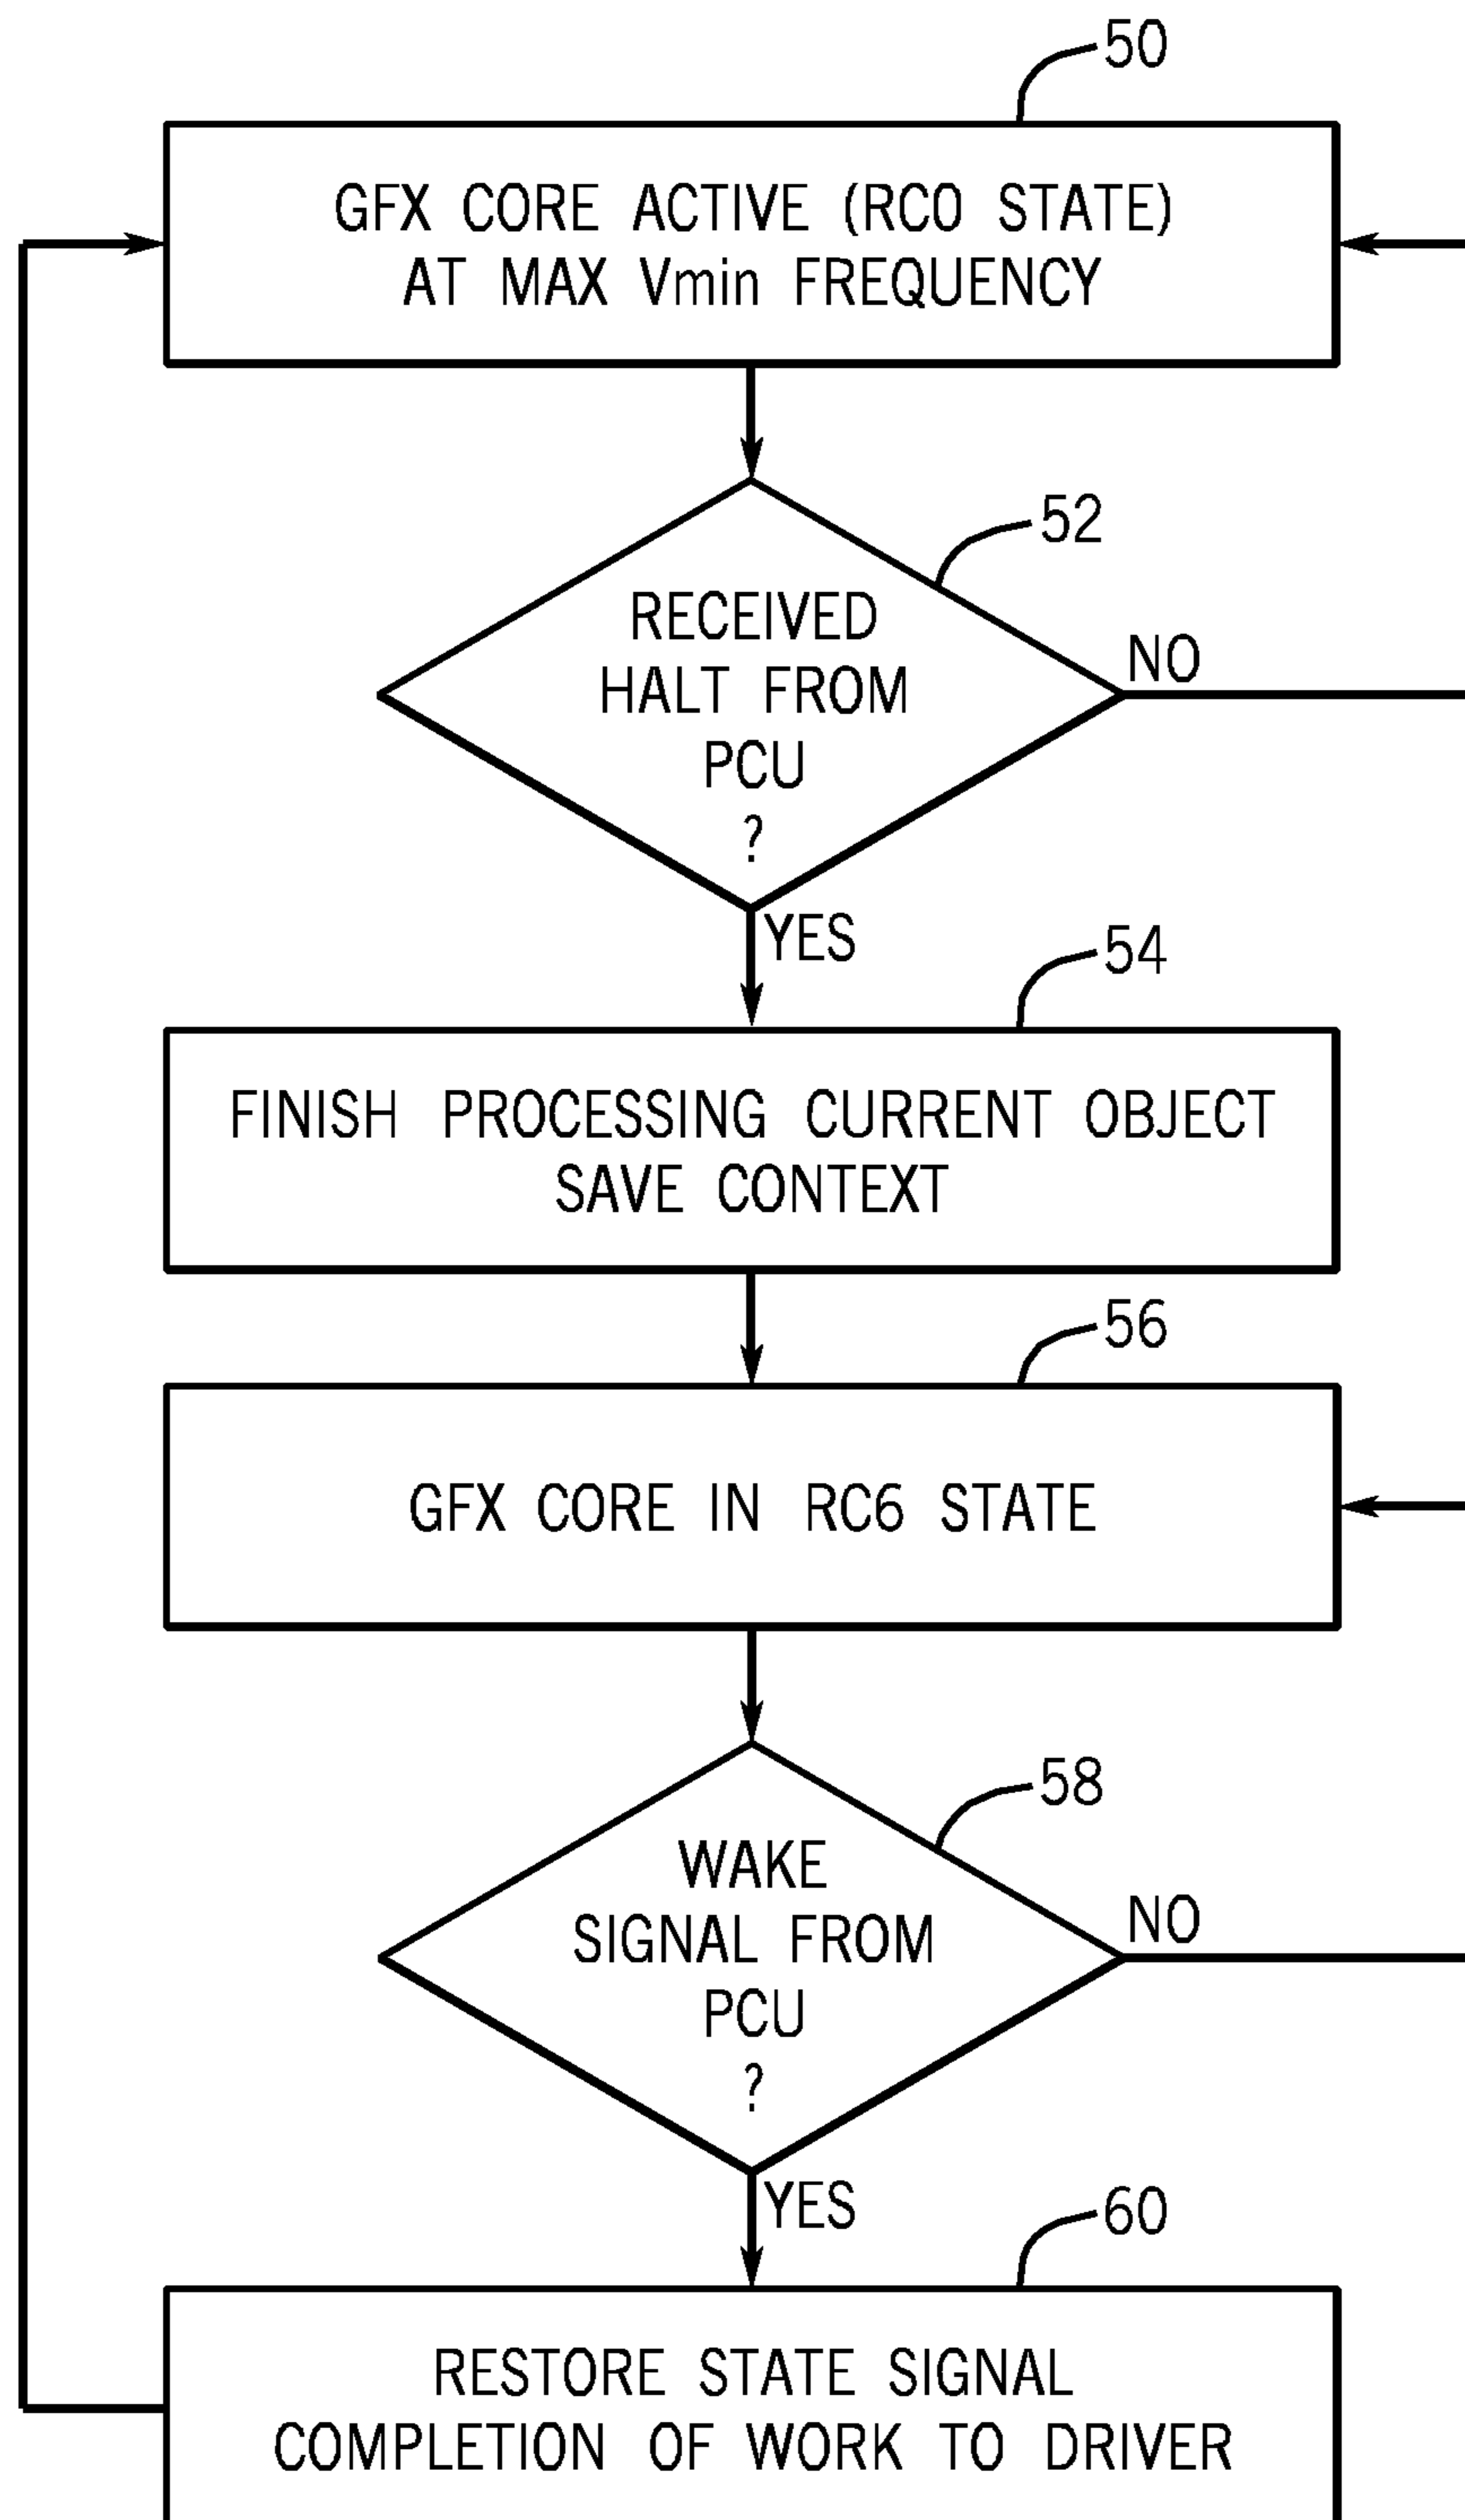 50
GFX CORE ACTIVE (RCO STATE)
AT MAX Vmin FREQUENCY
52
RECEIVED
HALT FROM
PCU
?
NO
YES
54
FINISH PROCESSING CURRENT OBJECT
SAVE CONTEXT
56
GFX CORE IN RC6 STATE
58
WAKE
SIGNAL FROM
PCU
?
NO
YES
60
RESTORE STATE SIGNAL
COMPLETION OF WORK TO DRIVER